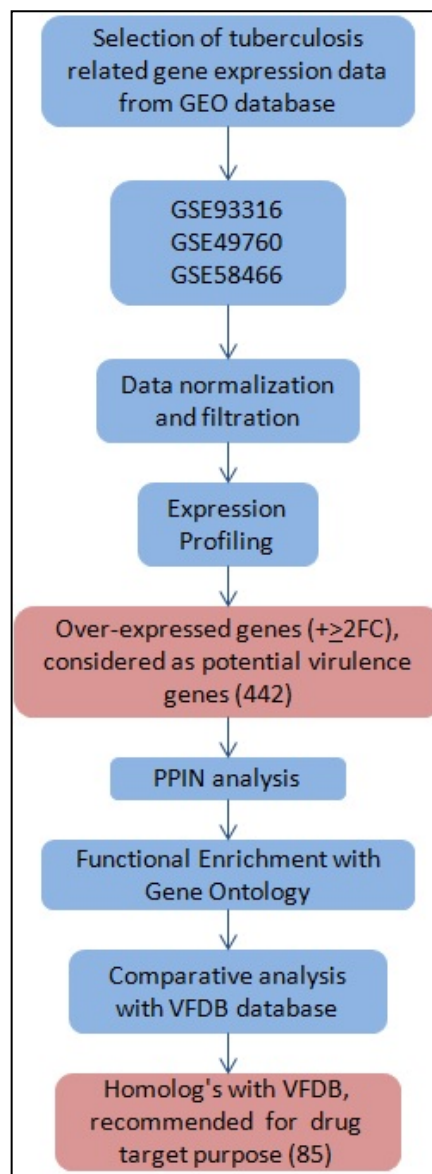 Selection of tuberculosis
related gene expression data
from GEO database
GSE93316
GSE49760
GSE58466
Data normalization
and filtration
Expression
Profiling
Over-expressed genes (+≥2FC),
considered as potential virulence
genes (442)
PPIN analysis
Functional Enrichment with
Gene Ontology
Comparative analysis
with VFDB database
Homolog's with VFDB,
recommended for drug
target purpose (85)